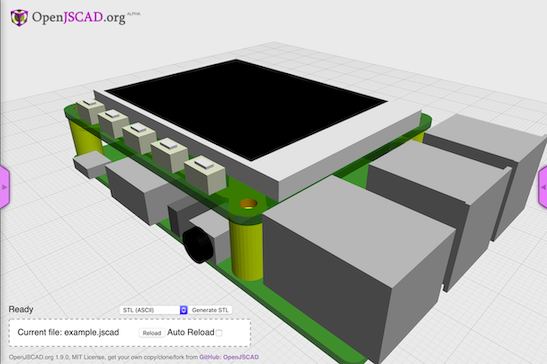 OpenJSCAD.org ALPHA
Ready
STL (ASCII) Generate STL
Current file: example.jscad Reload Auto Reload
OpenJSCAD.org 1.9.0, MIT License, get your own copy/clone/fork from GitHub: OpenJSCAD